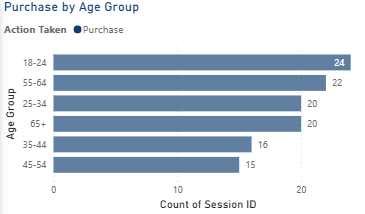 Purchase by Age Group
Action Taken Purchase
Age Group
18-24 24
55-64 22
25-34 20
65+ 20
35-44 16
45-54 15
0 10 20
Count of Session ID